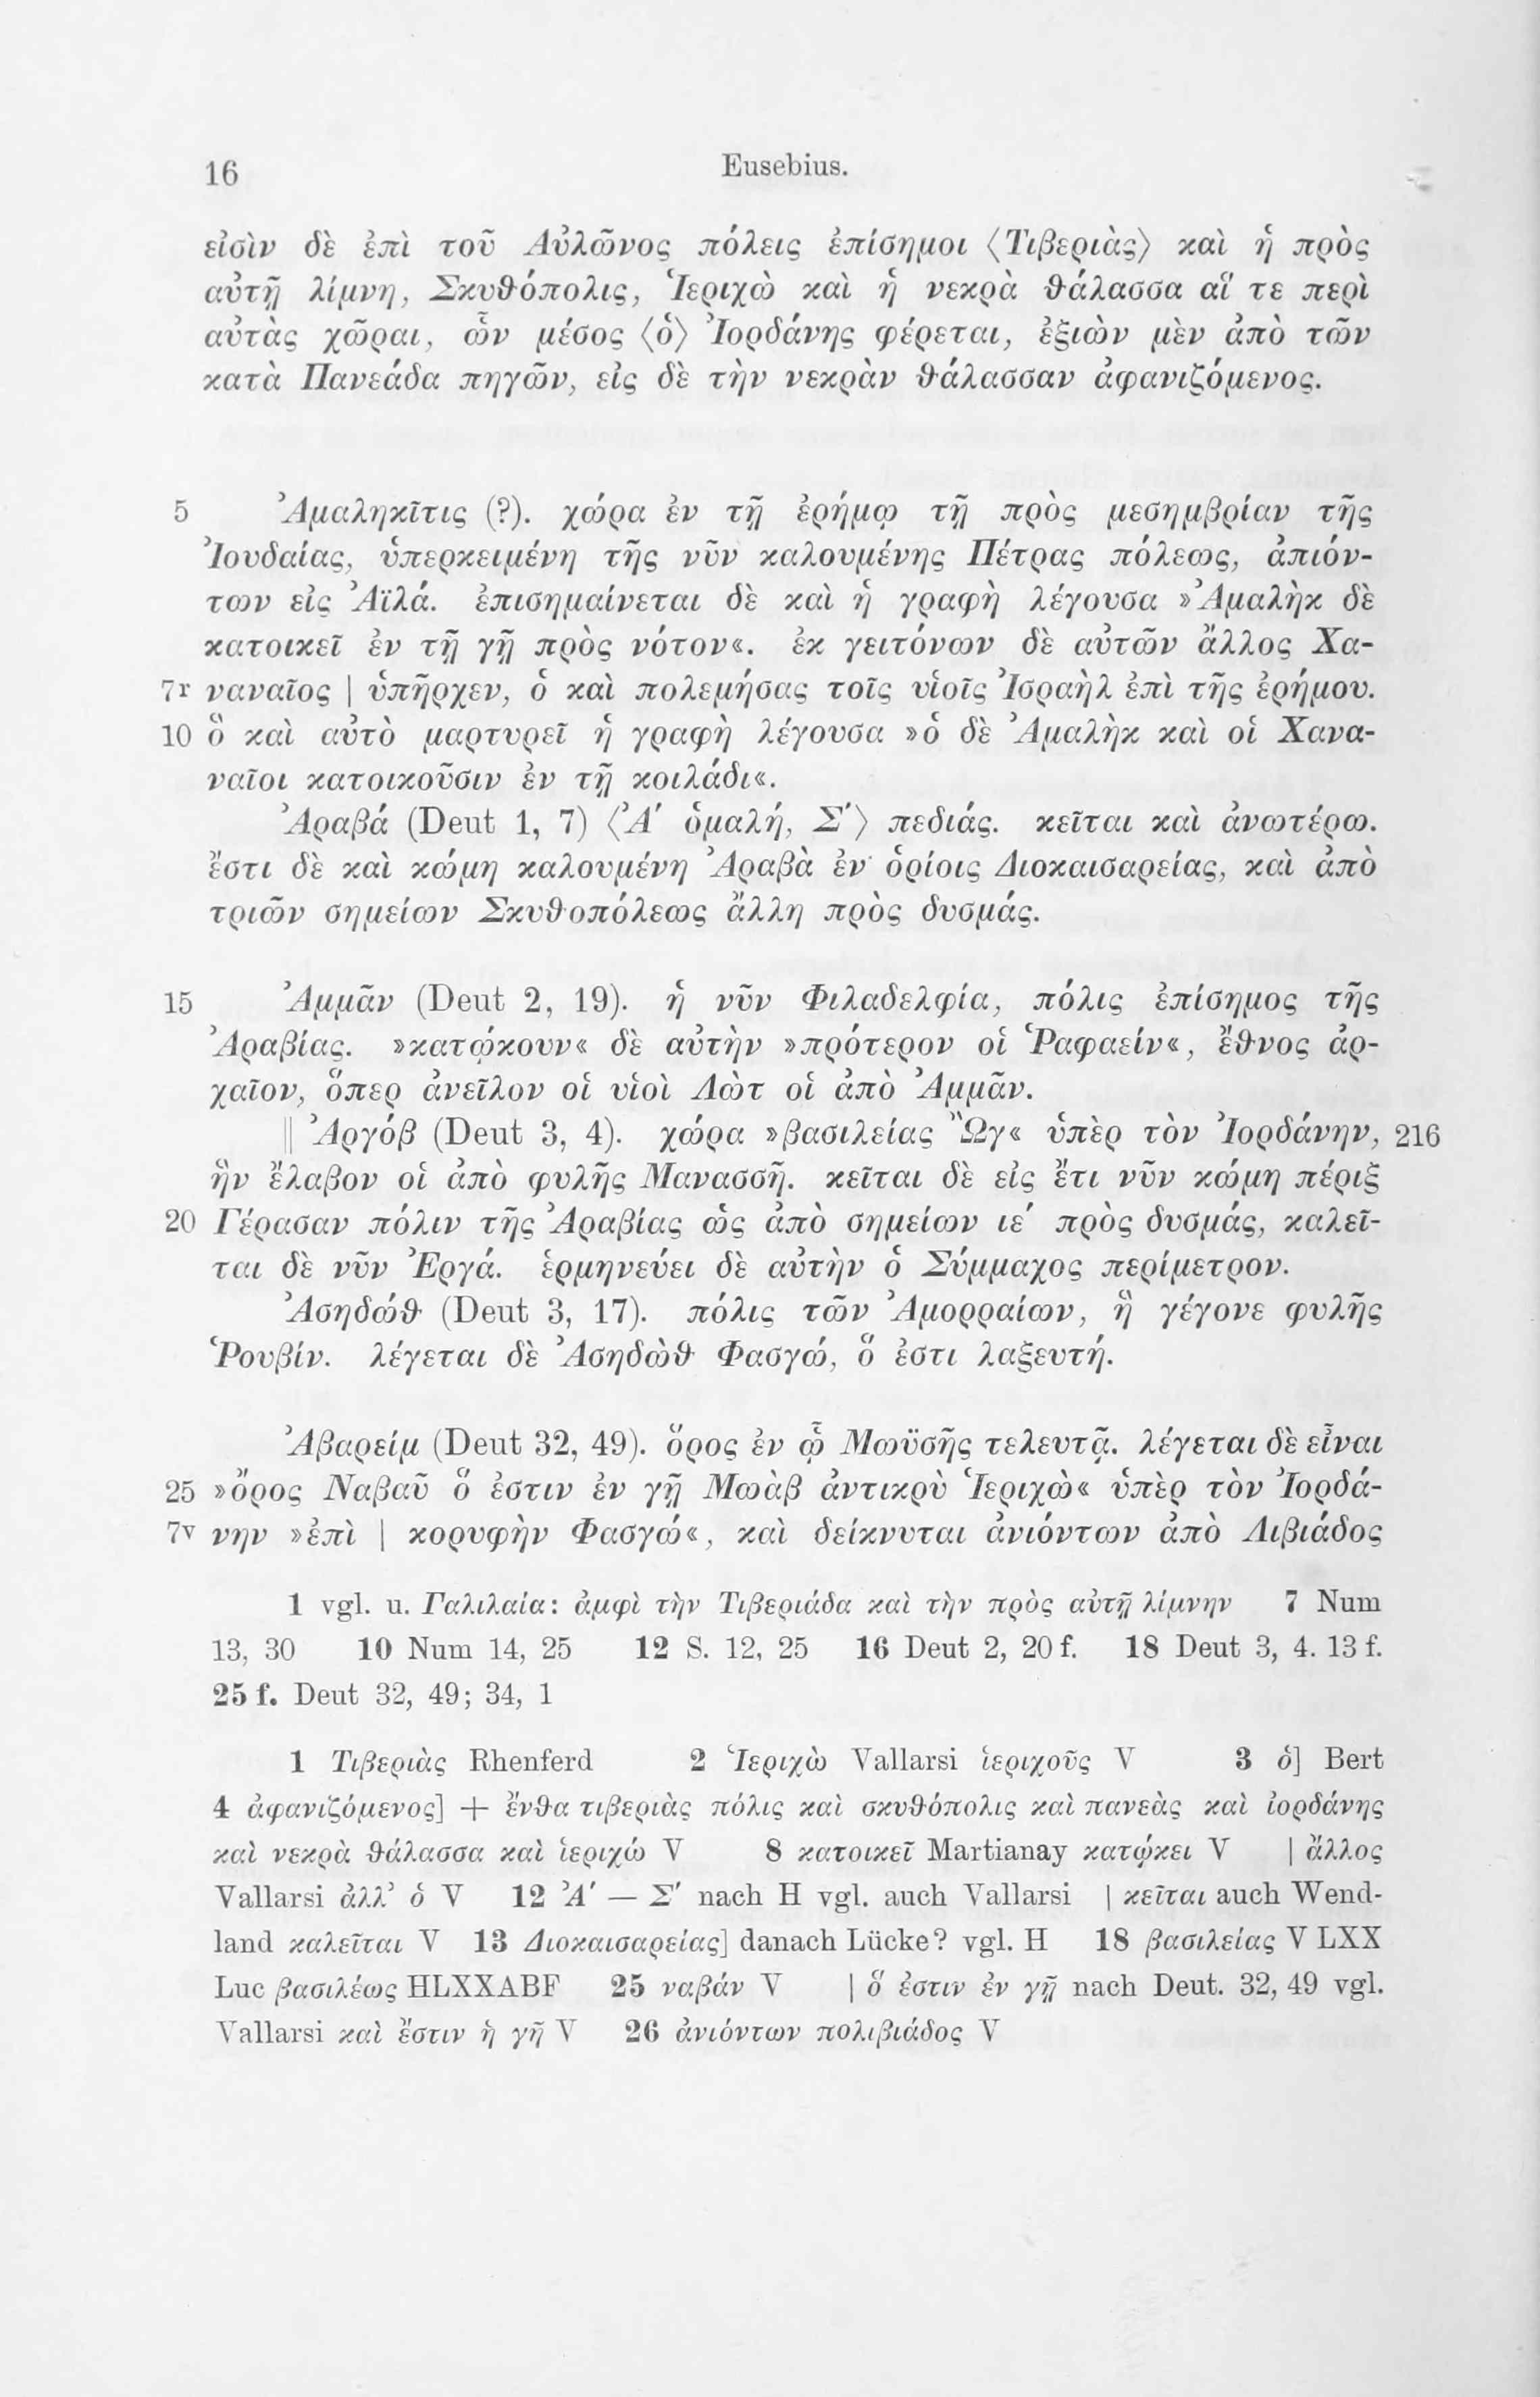 16 Eusebius.
εἰσὶν δὲ ἐπὶ τοῦ Αὐλῶνος πόλεις ἐπίσημοι ⟨Τιβεριὰς⟩ καὶ ἡ πρὸς
αὐτῇ λίμνη, Σκυθόπολις, Ἱεριχὼ καὶ ἡ νεκρὰ θάλασσα αἵ τε περὶ
αὐτὰς χῶραι, ὧν μέσος ⟨ὁ⟩ Ἰορδάνης φέρεται, ἐξιὼν μὲν ἀπὸ τῶν
κατὰ Πανεάδα πηγῶν, εἰς δὲ τὴν νεκρὰν θάλασσαν ἀφανιζόμενος.
5 Ἀμαληκῖτις (?). χώρα ἐν τῇ ἐρήμῳ τῇ πρὸς μεσημβρίαν τῆς
Ἰουδαίας, ὑπερκειμένη τῆς νῦν καλουμένης Πέτρας πόλεως, ἀπιόν-
των εἰς Ἀϊλά. ἐπισημαίνεται δὲ καὶ ἡ γραφὴ λέγουσα »Ἀμαλὴκ δὲ
κατοικεῖ ἐν τῇ γῇ πρὸς νότον«. ἐκ γειτόνων δὲ αὐτῶν ἄλλος Χα-
7r ναναῖος | ὑπῆρχεν, ὁ καὶ πολεμήσας τοῖς υἱοῖς Ἰσραὴλ ἐπὶ τῆς ἐρήμου.
10 ὃ καὶ αὐτὸ μαρτυρεῖ ἡ γραφὴ λέγουσα »ὁ δὲ Ἀμαλὴκ καὶ οἱ Χανα-
ναῖοι κατοικοῦσιν ἐν τῇ κοιλάδι«.
Ἀραβά (Deut 1, 7) ⟨Ἀ′ ὁμαλή, Σ′⟩ πεδιάς. κεῖται καὶ ἀνωτέρω.
ἔστι δὲ καὶ κώμη καλουμένη Ἀραβὰ ἐν ὁρίοις Διοκαισαρείας, καὶ ἀπὸ
τριῶν σημείων Σκυθοπόλεως ἄλλη πρὸς δυσμάς.
15 Ἀμμᾶν (Deut 2, 19). ἡ νῦν Φιλαδελφία, πόλις ἐπίσημος τῆς
Ἀραβίας. »κατῴκουν« δὲ αὐτὴν »πρότερον οἱ Ῥαφαείν«, ἔθνος ἀρ-
χαῖον, ὅπερ ἀνεῖλον οἱ υἱοὶ Λὼτ οἱ ἀπὸ Ἀμμᾶν.
‖ Ἀργόβ (Deut 3, 4). χώρα »βασιλείας Ὢγ« ὑπὲρ τὸν Ἰορδάνην, 216
ἣν ἔλαβον οἱ ἀπὸ φυλῆς Μανασσῆ. κεῖται δὲ εἰς ἔτι νῦν κώμη πέριξ
20 Γέρασαν πόλιν τῆς Ἀραβίας ὡς ἀπὸ σημείων ιε′ πρὸς δυσμάς, καλεῖ-
ται δὲ νῦν Ἐργά. ἑρμηνεύει δὲ αὐτὴν ὁ Σύμμαχος περίμετρον.
Ἀσηδώθ (Deut 3, 17). πόλις τῶν Ἀμορραίων, ἣ γέγονε φυλῆς
Ῥουβίν. λέγεται δὲ Ἀσηδὼθ Φασγώ, ὅ ἐστι λαξευτή.
Ἀβαρείμ (Deut 32, 49). ὄρος ἐν ᾧ Μωϋσῆς τελευτᾷ. λέγεται δὲ εἶναι
25 »ὄρος Ναβαῦ ὅ ἐστιν ἐν γῇ Μωὰβ ἀντικρὺ Ἱεριχὼ« ὑπὲρ τὸν Ἰορδά-
7v νην »ἐπὶ | κορυφὴν Φασγώ«, καὶ δείκνυται ἀνιόντων ἀπὸ Λιβιάδος
1 vgl. u. Γαλιλαία: ἀμφὶ τὴν Τιβεριάδα καὶ τὴν πρὸς αὐτῇ λίμνην 7 Num
13, 30 10 Num 14, 25 12 S. 12, 25 16 Deut 2, 20 f. 18 Deut 3, 4. 13 f.
25 f. Deut 32, 49; 34, 1
1 Τιβεριὰς Rhenferd 2 Ἱεριχὼ Vallarsi ἱεριχοῦς V 3 ὁ] Bert
4 ἀφανιζόμενος] + ἔνθα τιβεριὰς πόλις καὶ σκυθόπολις καὶ πανεὰς καὶ ἰορδάνης
καὶ νεκρὰ θάλασσα καὶ ἱεριχώ V 8 κατοικεῖ Martianay κατῴκει V | ἄλλος
Vallarsi ἀλλ’ ὁ V 12 Ἀ′ — Σ′ nach H vgl. auch Vallarsi | κεῖται auch Wend-
land καλεῖται V 13 Διοκαισαρείας] danach Lücke? vgl. H 18 βασιλείας V LXX
Luc βασιλέως HLXXABF 25 ναβάν V | ὅ ἐστιν ἐν γῇ nach Deut. 32, 49 vgl.
Vallarsi καὶ ἔστιν ἡ γῆ V 26 ἀνιόντων πολιβιάδος V